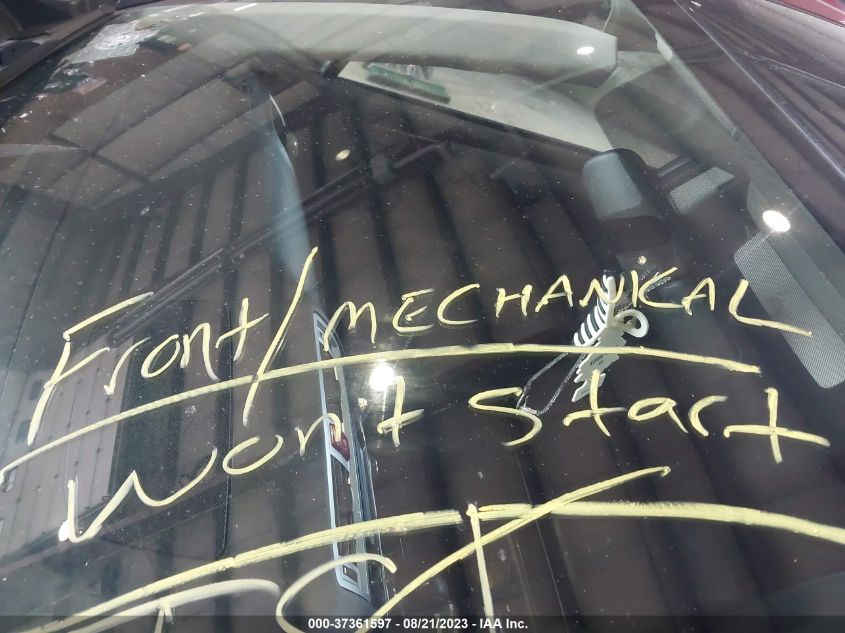 Front/MECHANICAL
Won't Start
000-37361597 - 08/21/2023 - IAA Inc.